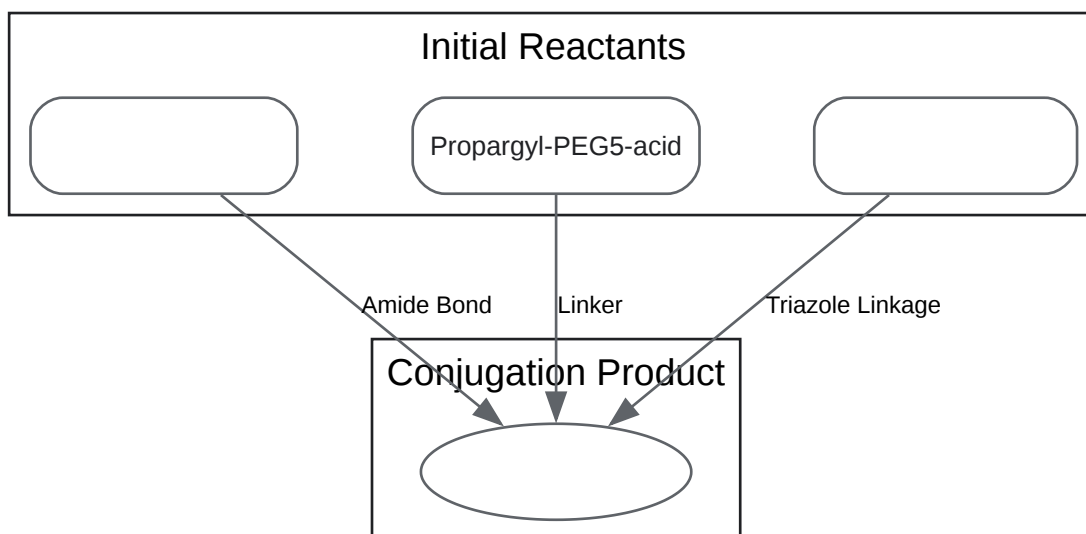 Initial Reactants
Propargyl-PEG5-acid
Amide Bond
Linker
Triazole Linkage
Conjugation Product